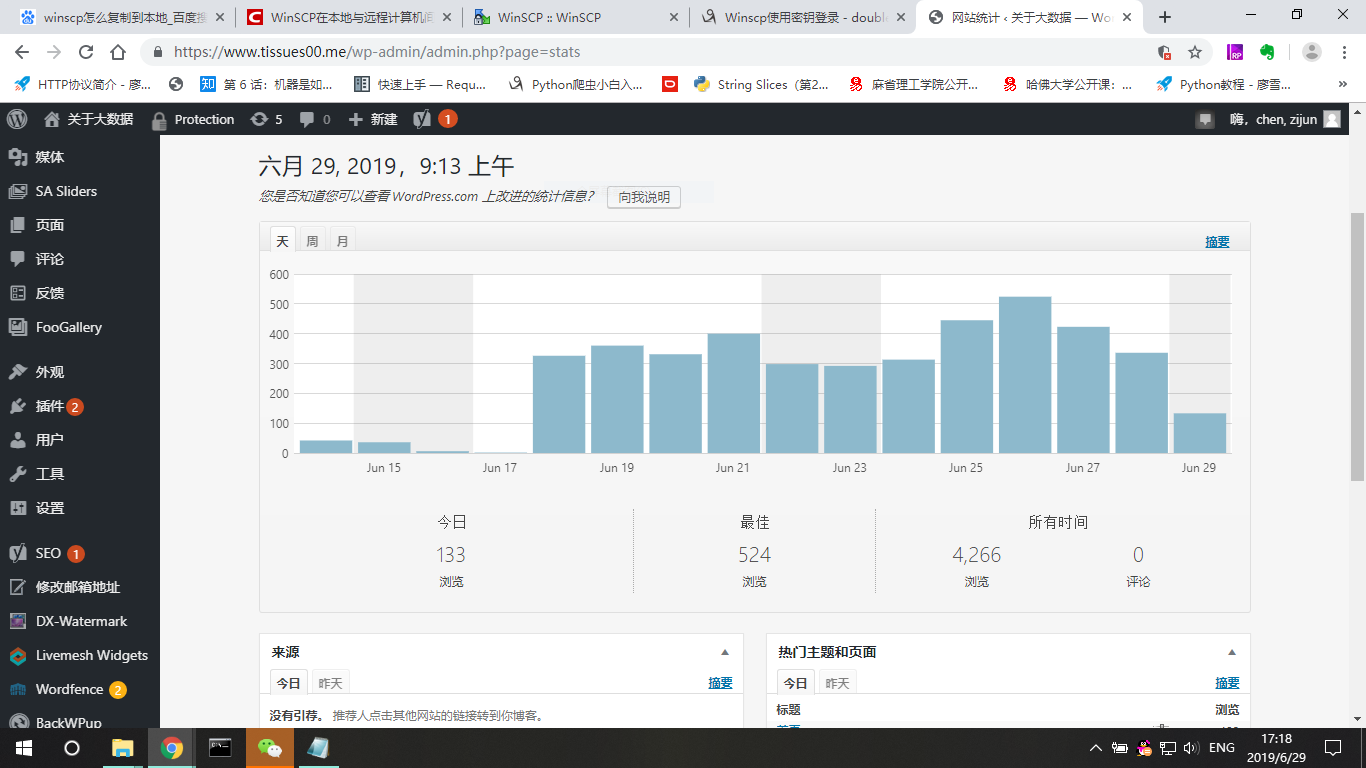 winscp怎么复制到本地_百度搜
WinSCP在本地与远程计算机间
WinSCP :: WinSCP
Winscp使用密钥登录 - double
网站统计 ‹ 关于大数据 — Wo
https://www.tissues00.me/wp-admin/admin.php?page=stats
HTTP协议简介 - 廖...
知 第 6 话：机器是如...
快速上手 — Requ...
Python爬虫小白入...
String Slices（第2...
麻省理工学院公开...
哈佛大学公开课：...
Python教程 - 廖雪...
»
关于大数据
Protection
5
0
新建
1
嗨，chen, zijun
媒体
SA Sliders
页面
评论
反馈
FooGallery
外观
插件 2
用户
工具
设置
SEO 1
修改邮箱地址
DX-Watermark
Livemesh Widgets
Wordfence 2
BackWPup
六月 29, 2019，9:13 上午
您是否知道您可以查看 WordPress.com 上改进的统计信息？ 向我说明
天 周 月 摘要
600
500
400
300
200
100
0
Jun 15 Jun 17 Jun 19 Jun 21 Jun 23 Jun 25 Jun 27 Jun 29
今日 最佳 所有时间
133 524 4,266 0
浏览 浏览 浏览 评论
来源
今日 昨天 摘要
没有引荐。 推荐人点击其他网站的链接转到你博客。
热门主题和页面
今日 昨天 摘要
标题 浏览
ENG
17:18
2019/6/29